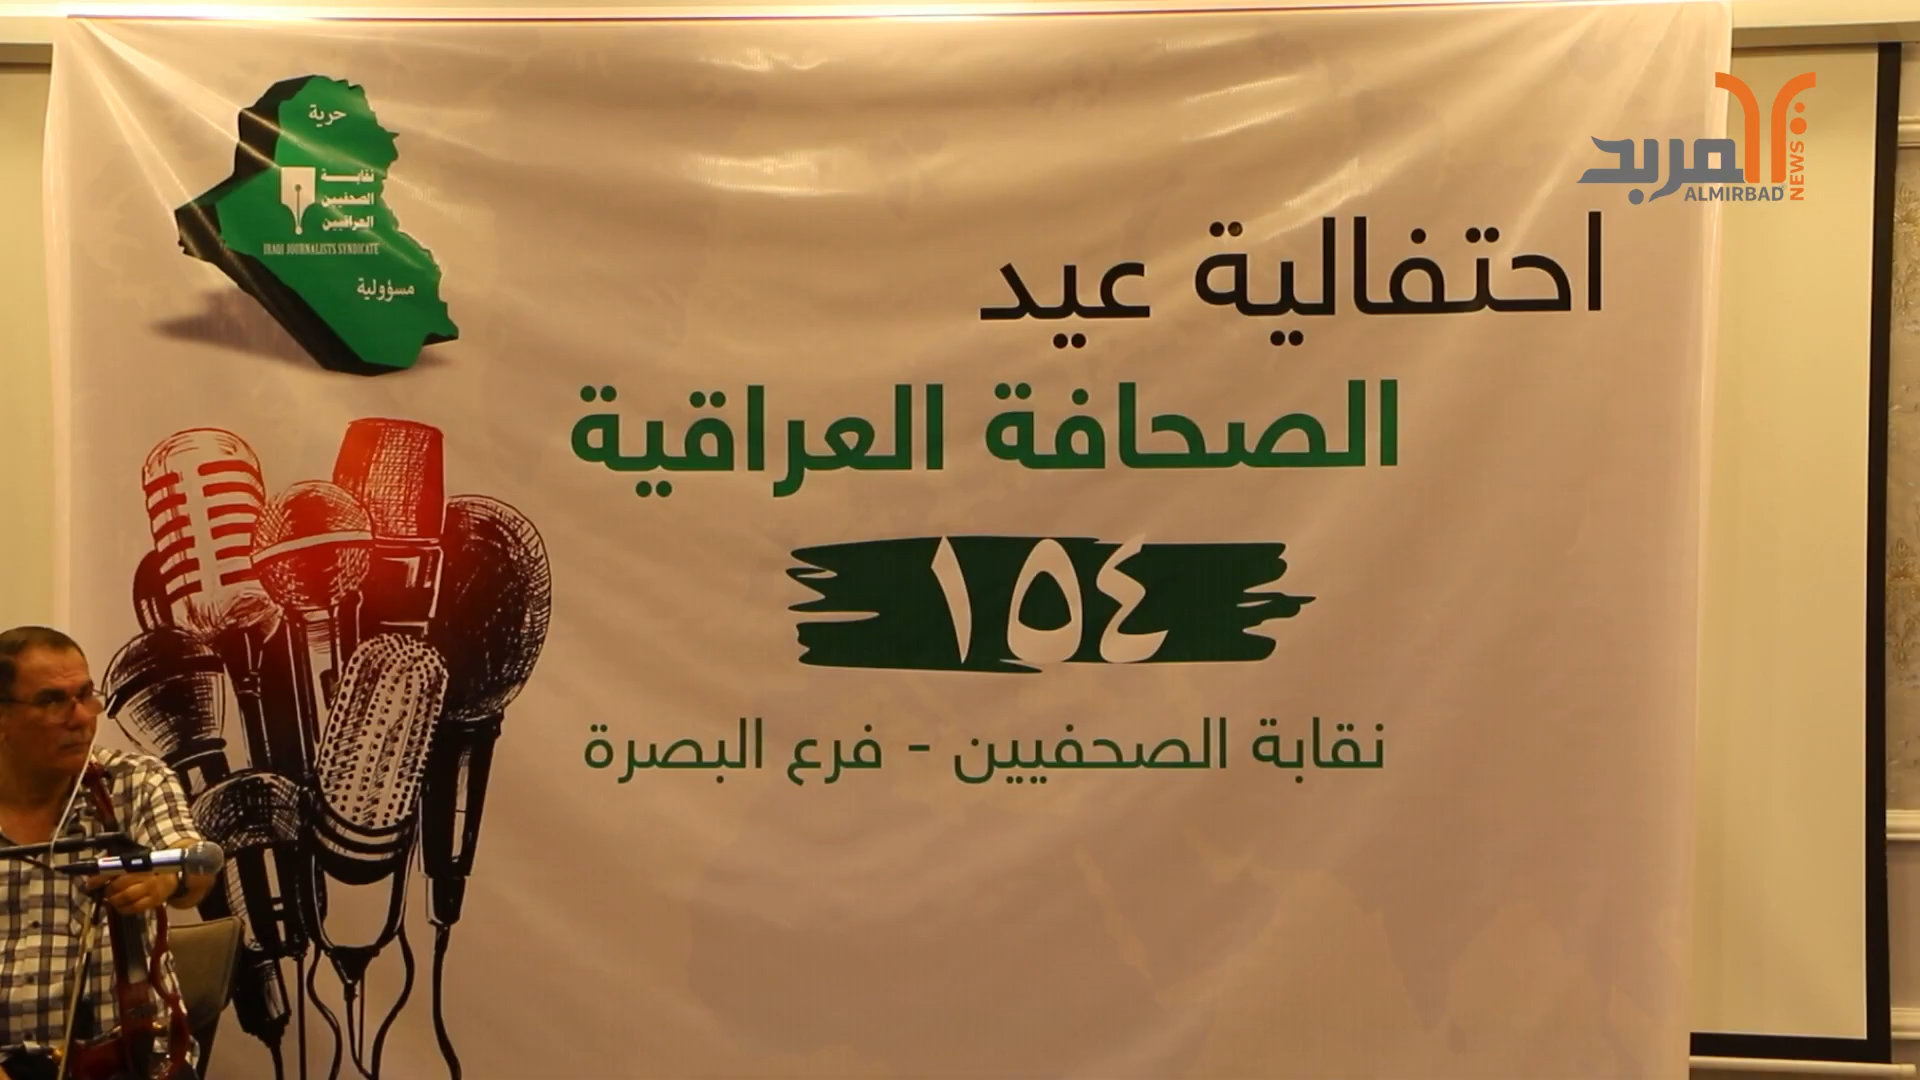 حرية
نقابـــــة
الصحفيين
العراقيين
IRAQI JOURNALISTS SYNDICATE
مسؤولية
المربد
ALMIRBAD
NEWS
احتفالية عيد
الصحافة العراقية
١٥٤
نقابة الصحفيين - فرع البصرة